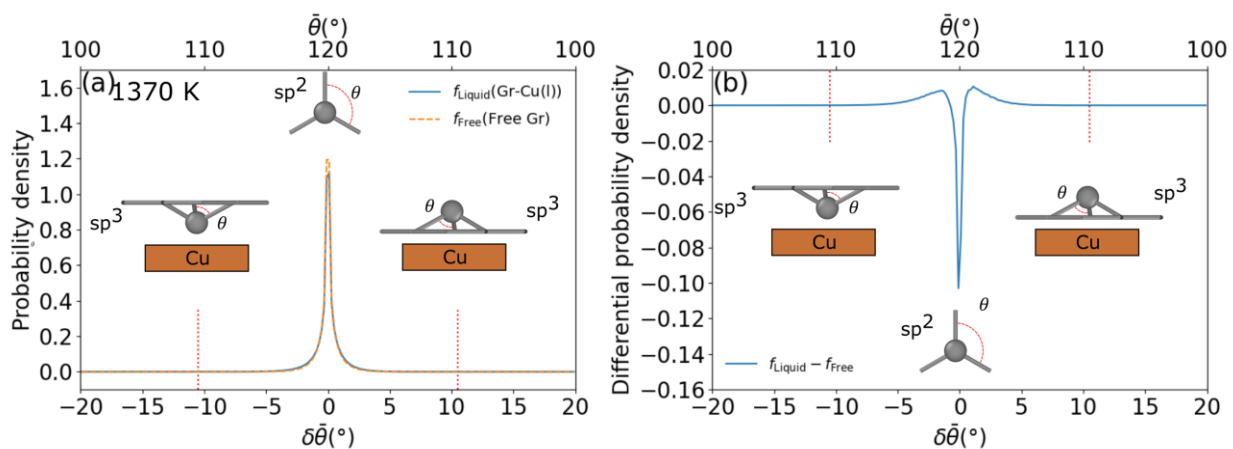 θ̄(°)
100 110 120 110 100
(a) 1370 K
sp²
θ
f_Liquid(Gr-Cu(l))
f_Free(Free Gr)
sp³
θ
Cu
θ
sp³
Cu
Probability density
1.6
1.4
1.2
1.0
0.8
0.6
0.4
0.2
0.0
−20 −15 −10 −5 0 5 10 15 20
δθ̄(°)
θ̄(°)
100 110 120 110 100
(b)
sp³
θ
Cu
θ
sp³
Cu
sp²
θ
f_Liquid − f_Free
Differential probability density
0.02
0.00
−0.02
−0.04
−0.06
−0.08
−0.10
−0.12
−0.14
−0.16
−20 −15 −10 −5 0 5 10 15 20
δθ̄(°)